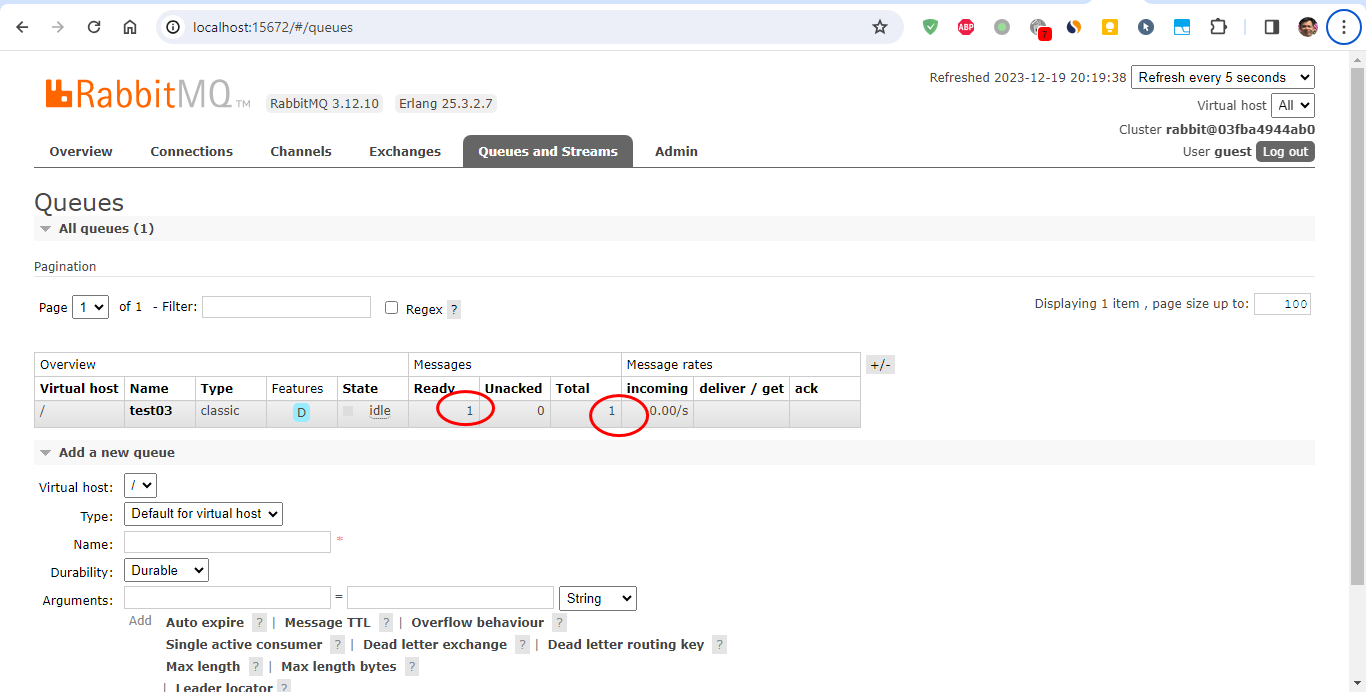 localhost:15672/#/queues
ABP
7
Refreshed 2023-12-19 20:19:38 Refresh every 5 seconds
RabbitMQ TM RabbitMQ 3.12.10 Erlang 25.3.2.7
Virtual host All
Cluster rabbit@03fba4944ab0
User guest Log out
Overview Connections Channels Exchanges Queues and Streams Admin
Queues
All queues (1)
Pagination
Page 1 of 1 - Filter: Regex ?
Displaying 1 item , page size up to: 100
Overview Messages Message rates +/-
Virtual host Name Type Features State Ready Unacked Total incoming deliver / get ack
/ test03 classic D idle 1 0 1 0.00/s
Add a new queue
Virtual host: /
Type: Default for virtual host
Name: *
Durability: Durable
Arguments: = String
Add Auto expire ? | Message TTL ? | Overflow behaviour ?
Single active consumer ? | Dead letter exchange ? | Dead letter routing key ?
Max length ? | Max length bytes ?
| Leader locator ?